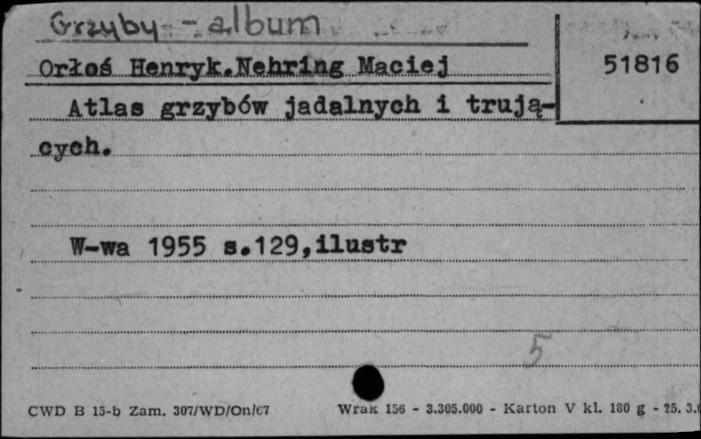 Grzyby - album
Orłoś Henryk.Nehring Maciej
51816
Atlas grzybów jadalnych i trują-
cych.
W-wa 1955 s.129,ilustr
5
CWD B 13-b Zam. 307/WD/On/67 Wrak 156 - 3.305.000 - Karton V kl. 180 g - 25. 3.